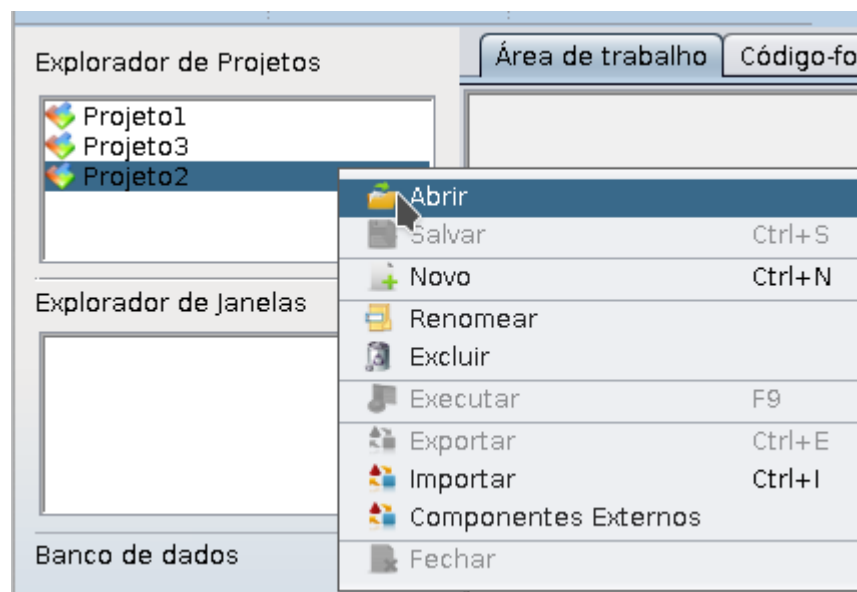 Explorador de Projetos
Área de trabalho
Código-fo
Projeto1
Projeto3
Projeto2
Abrir
Salvar Ctrl+S
Novo Ctrl+N
Explorador de Janelas
Renomear
Excluir
Executar F9
Exportar Ctrl+E
Importar Ctrl+I
Componentes Externos
Banco de dados
Fechar